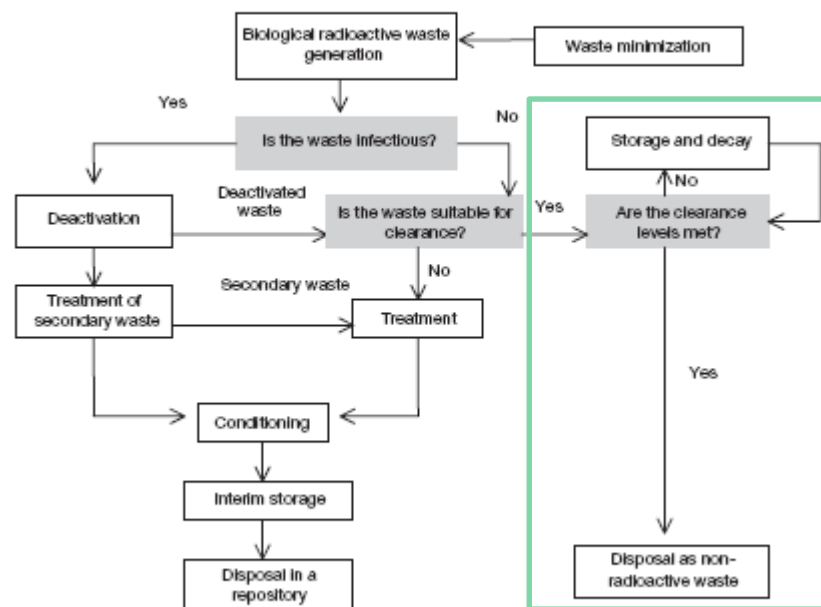 Biological radioactive waste
generation
Waste minimization
Yes
Is the waste infectious?
No
Storage and decay
Deactivation
Deactivated
waste
Is the waste suitable for
clearance?
Yes
No
Are the clearance
levels met?
Treatment of
secondary waste
Secondary waste
No
Treatment
Yes
Conditioning
Interim storage
Disposal in a
repository
Disposal as non-
radioactive waste